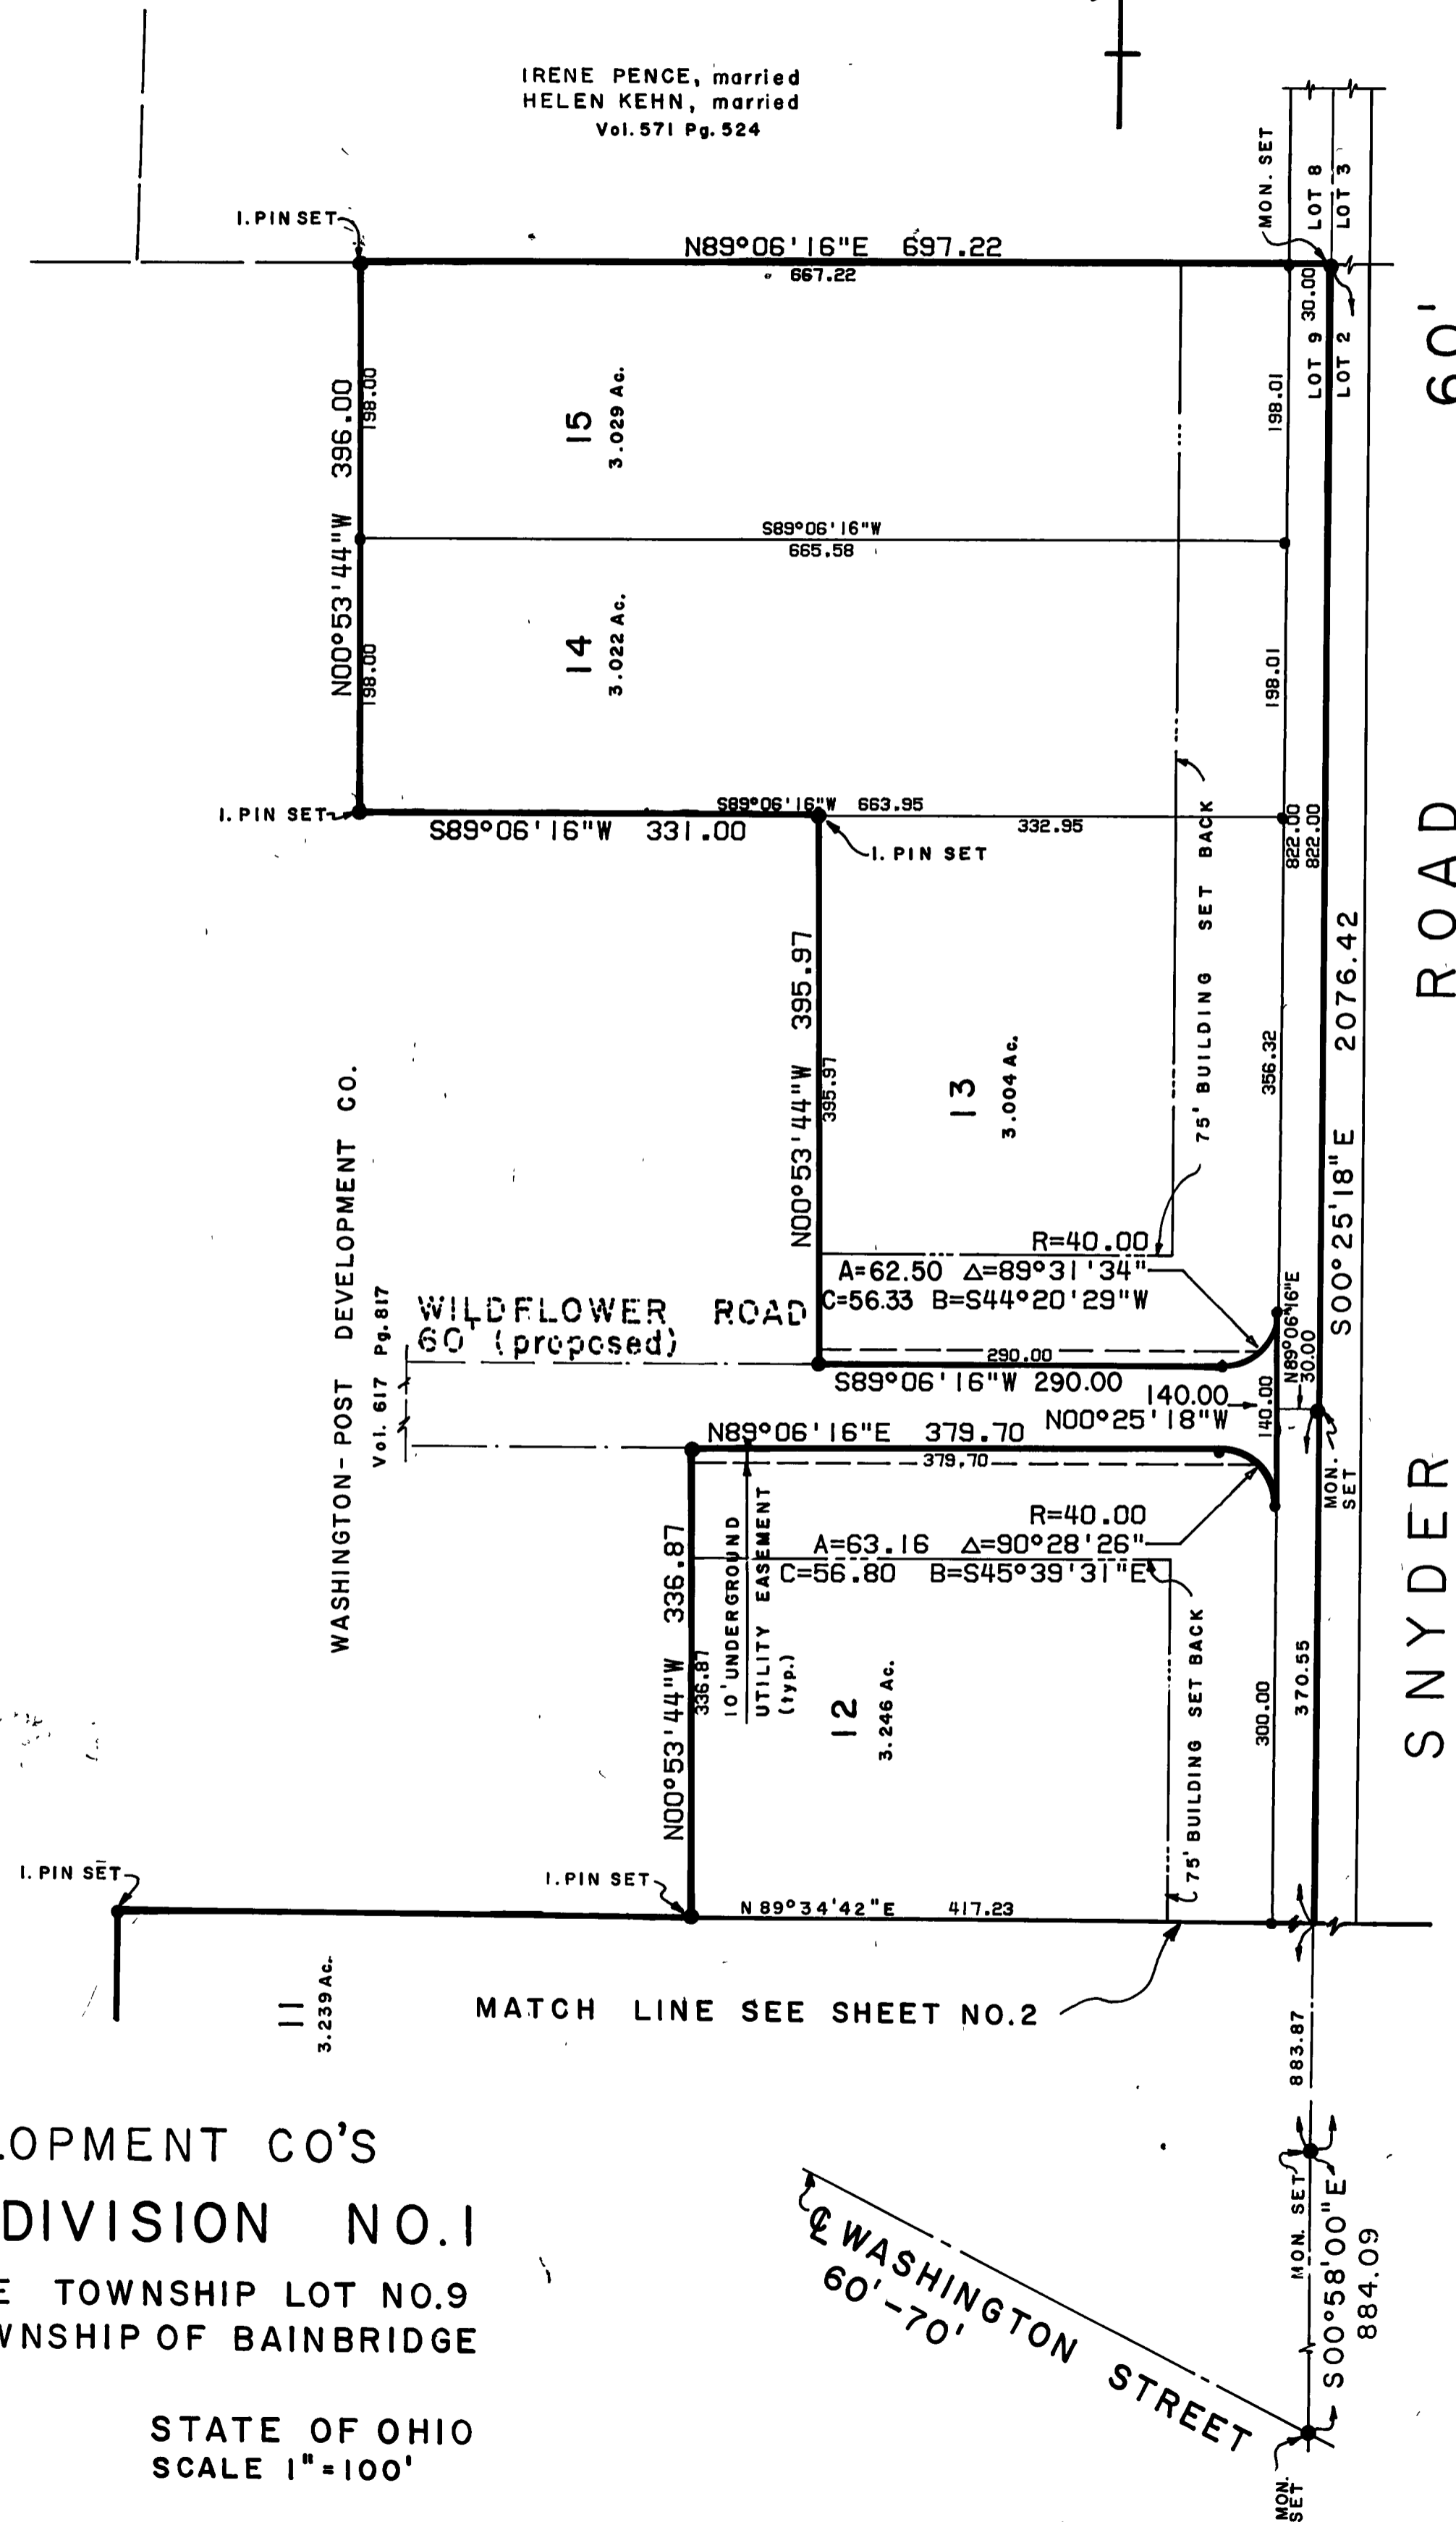 IRENE PENCE, married
HELEN KEHN, married
Vol. 571 Pg. 524
MON. SET
LOT 8
LOT 3
I. PIN SET
N89°06'16"E 697.22
667.22
30.00
LOT 9
LOT 2
60'
N00°53'44"W 396.00
198.00
15
3.029 Ac.
198.01
S89°06'16"W
665.58
198.00
14
3.022 Ac.
198.01
I. PIN SET
S89°06'16"W 663.95
S89°06'16"W 331.00
332.95
I. PIN SET
822.00
822.00
ROAD
N00°53'44"W 395.97
395.97
13
3.004 Ac.
75' BUILDING SET BACK
356.32
S00°25'18"E 2076.42
WASHINGTON-POST DEVELOPMENT CO.
Vol. 617 Pg. 817
R=40.00
A=62.50 Δ=89°31'34"
C=56.33 B=S44°20'29"W
WILDFLOWER ROAD
60' (proposed)
290.00
S89°06'16"W 290.00
N89°06'16"E
30.00
140.00
N00°25'18"W
140.00
N89°06'16"E 379.70
379.70
MON.
SET
R=40.00
A=63.16 Δ=90°28'26"
C=56.80 B=S45°39'31"E
N00°53'44"W 336.87
336.87
10' UNDERGROUND
UTILITY EASEMENT
(typ.)
12
3.246 Ac.
75' BUILDING SET BACK
300.00
370.55
SNYDER
I. PIN SET
I. PIN SET
N 89°34'42"E 417.23
11
3.239 Ac.
MATCH LINE SEE SHEET NO.2
883.87
LOPMENT CO'S
DIVISION NO.1
E TOWNSHIP LOT NO.9
WNSHIP OF BAINBRIDGE
STATE OF OHIO
SCALE 1"=100'
℄ WASHINGTON STREET
60'-70'
MON. SET
S00°58'00"E
884.09
MON.
SET